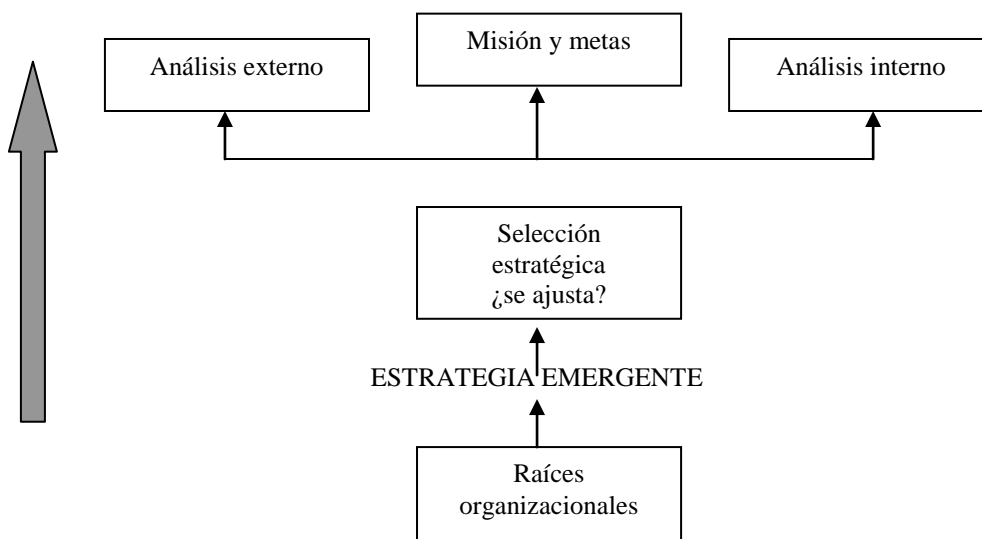 Misión y metas
Análisis externo
Análisis interno
Selección
estratégica
¿se ajusta?
ESTRATEGIA EMERGENTE
Raíces
organizacionales